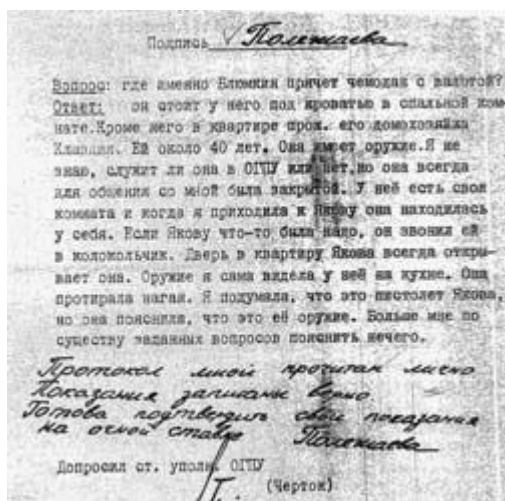 Подпись Полежаева
Вопрос: где именно Блюмкин прячет чемодан с валютой?
Ответ: он стоит у него под кроватью в спальной ком-
нате.Кроме него в квартире прож. его домохозяйка
Клавдия. Ей около 40 лет. Она имеет оружие.Я не
знаю, служит ли она в ОГПУ или нет,но она всегда
для общения со мной была закрытой. У неё есть своя
комната и когда я приходила к Якову она находилась
у себя. Если Якову что-то было надо, он звонил ей
в колокольчик. Дверь в квартиру Якова всегда откры-
вает она. Оружие я сама видела у неё на кухне. Она
протирала наган. Я подумала, что это пистолет Якова,
но она пояснила, что это её оружие. Больше мне по
существу заданных вопросов пояснить нечего.
Протокол мной прочитан лично
Показания записаны верно
Готова подтвердить свои показания
на очной ставке Полежаева
Допросил ст. уполн. ОГПУ
(Черток)